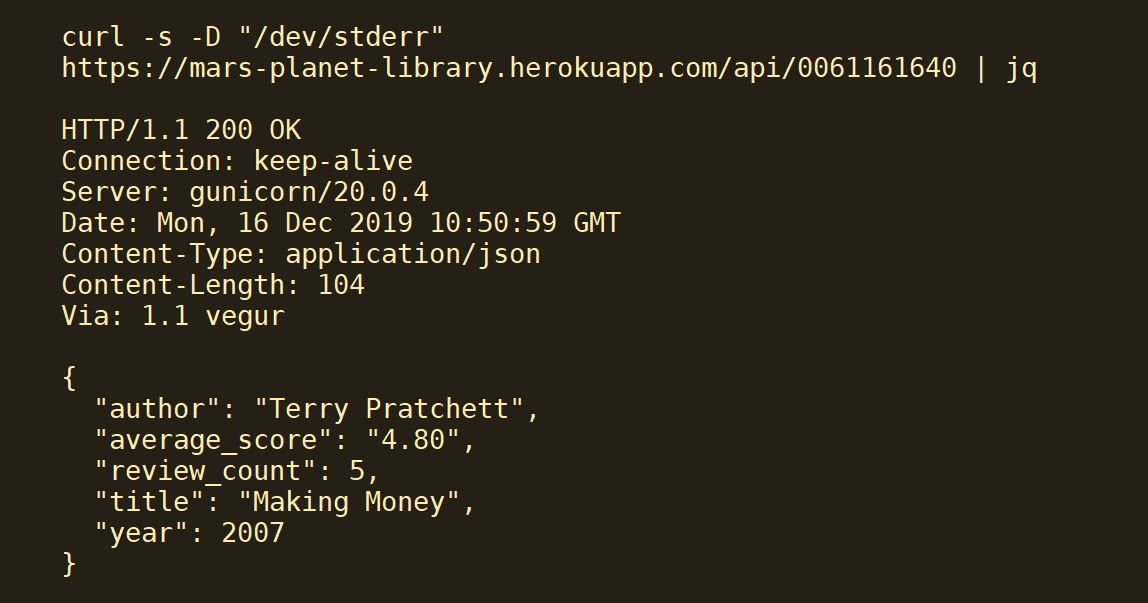 curl -s -D "/dev/stderr"
https://mars-planet-library.herokuapp.com/api/0061161640 | jq
HTTP/1.1 200 OK
Connection: keep-alive
Server: gunicorn/20.0.4
Date: Mon, 16 Dec 2019 10:50:59 GMT
Content-Type: application/json
Content-Length: 104
Via: 1.1 vegur
{
  "author": "Terry Pratchett",
  "average_score": "4.80",
  "review_count": 5,
  "title": "Making Money",
  "year": 2007
}